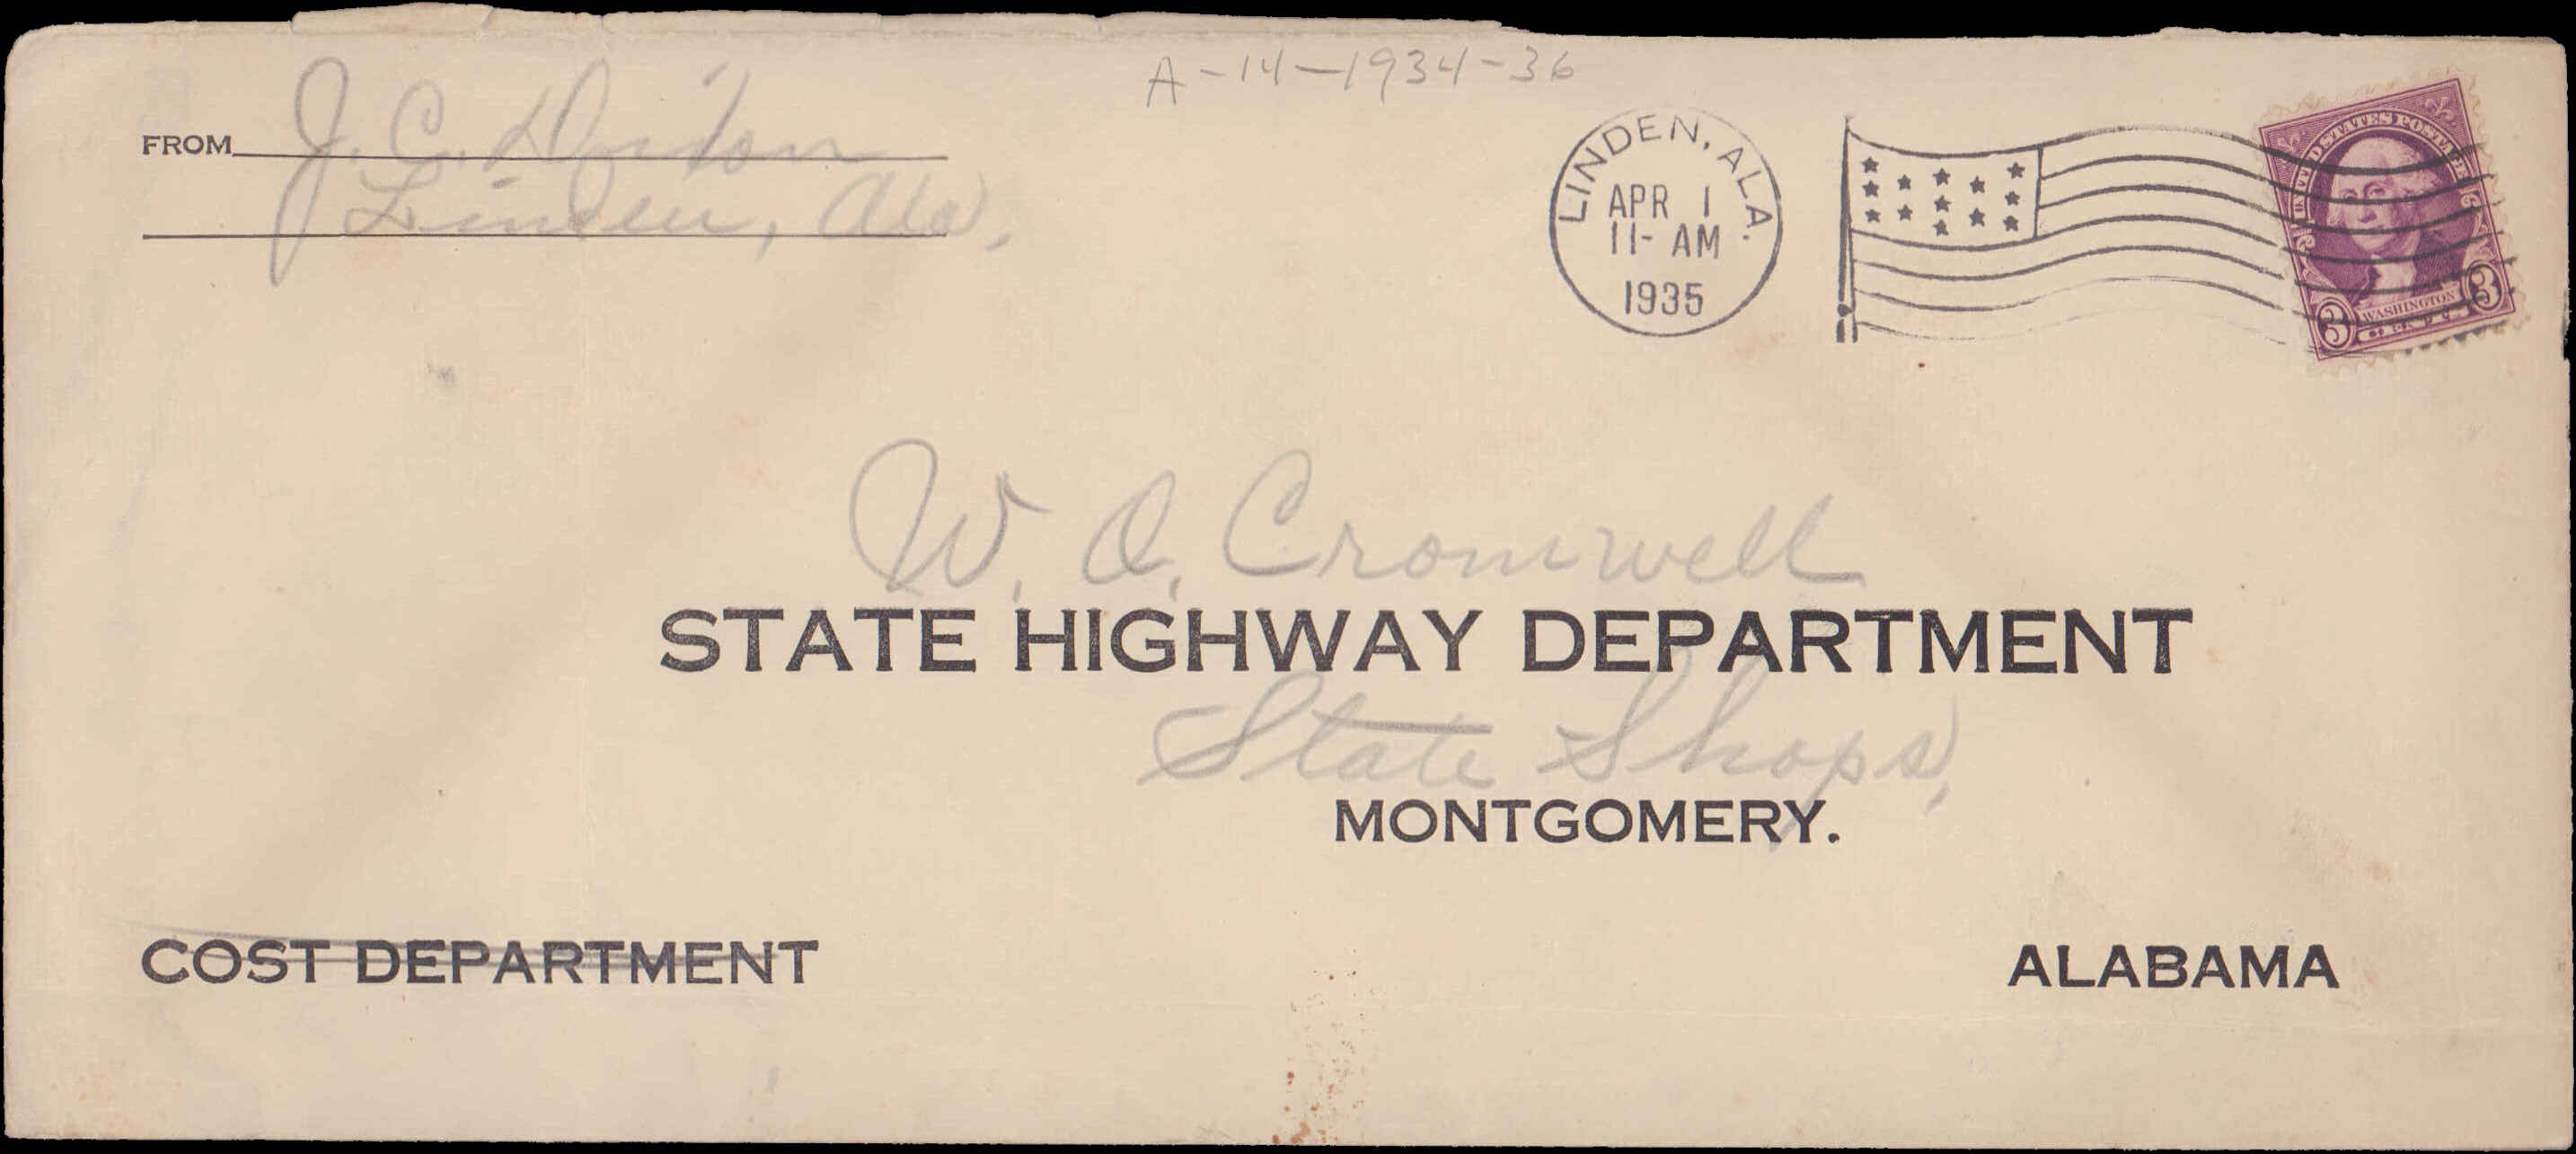 A-14-1934-36
FROM J. C.
Linden, Ala.
LINDEN, ALA.
APR 1
11- AM
1935
UNITED STATES POSTAGE
3 WASHINGTON 3
W. O. Cromwell
STATE HIGHWAY DEPARTMENT
State Shops,
MONTGOMERY.
COST DEPARTMENT
ALABAMA